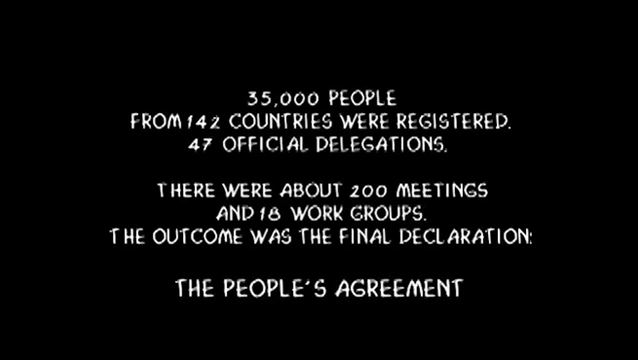 35,000 PEOPLE
FROM 142 COUNTRIES WERE REGISTERED.
47 OFFICIAL DELEGATIONS.
THERE WERE ABOUT 200 MEETINGS
AND 18 WORK GROUPS.
THE OUTCOME WAS THE FINAL DECLARATION:
THE PEOPLE'S AGREEMENT